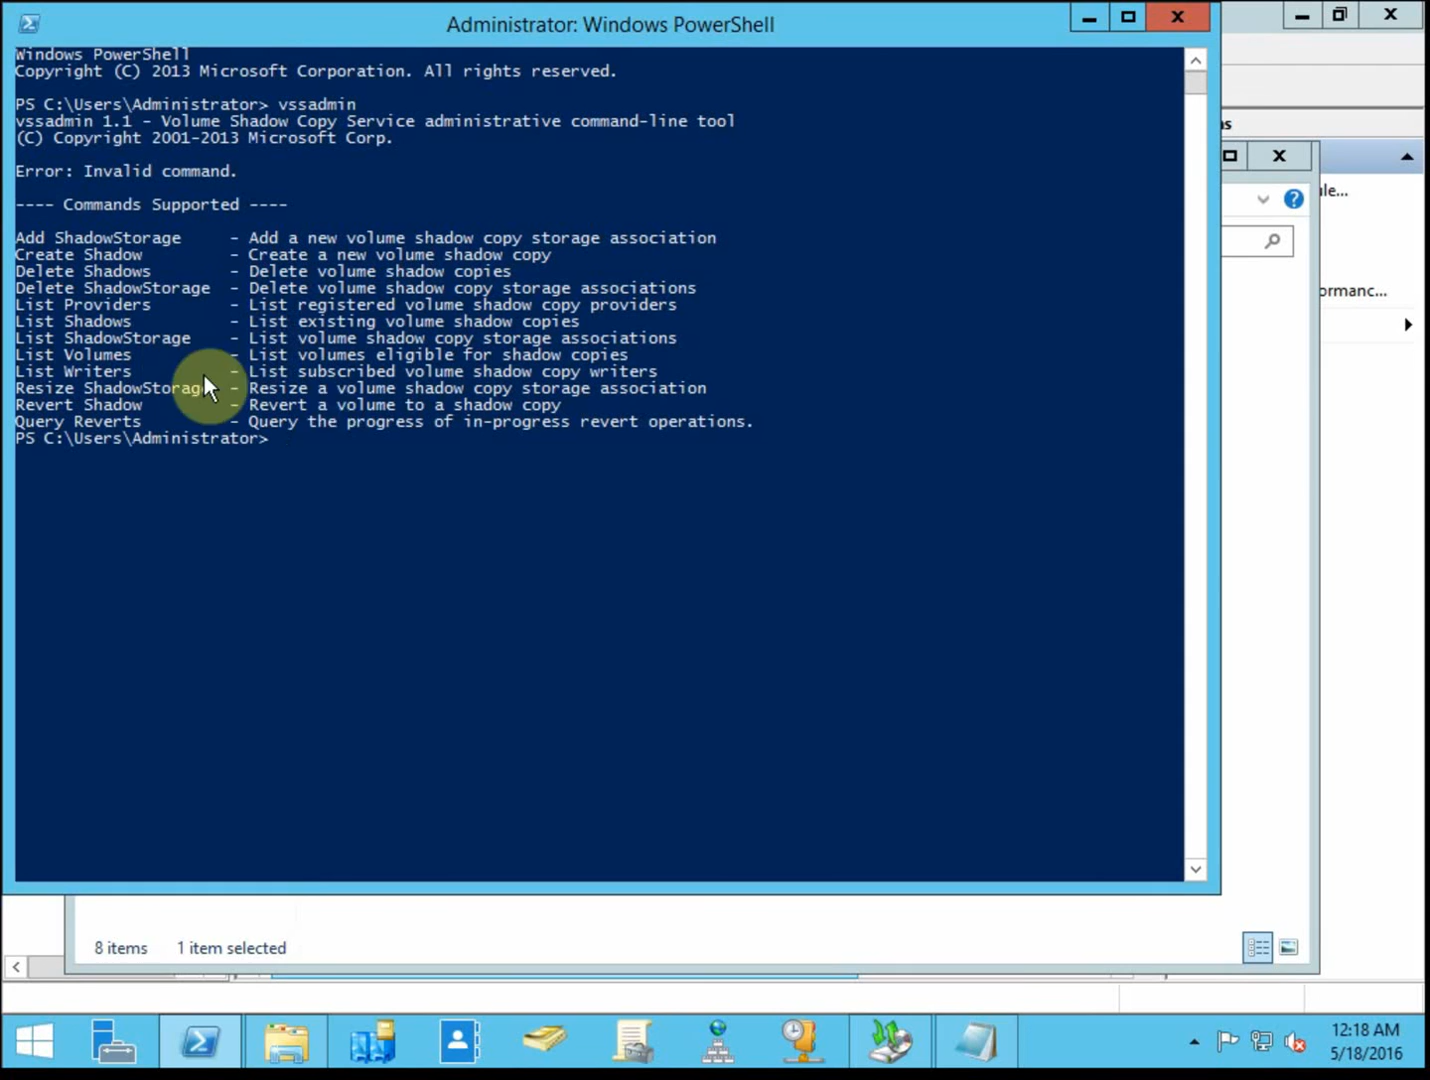 Administrator: Windows PowerShell
Windows PowerShell
Copyright (C) 2013 Microsoft Corporation. All rights reserved.
PS C:\Users\Administrator> vssadmin
vssadmin 1.1 - Volume Shadow Copy Service administrative command-line tool
(C) Copyright 2001-2013 Microsoft Corp.
Error: Invalid command.
---- Commands Supported ----
Add ShadowStorage - Add a new volume shadow copy storage association
Create Shadow - Create a new volume shadow copy
Delete Shadows - Delete volume shadow copies
Delete ShadowStorage - Delete volume shadow copy storage associations
List Providers - List registered volume shadow copy providers
List Shadows - List existing volume shadow copies
List ShadowStorage - List volume shadow copy storage associations
List Volumes - List volumes eligible for shadow copies
List Writers - List subscribed volume shadow copy writers
Resize ShadowStorage - Resize a volume shadow copy storage association
Revert Shadow - Revert a volume to a shadow copy
Query Reverts - Query the progress of in-progress revert operations.
PS C:\Users\Administrator>
s
ule...
ormanc...
8 items 1 item selected
12:18 AM
5/18/2016